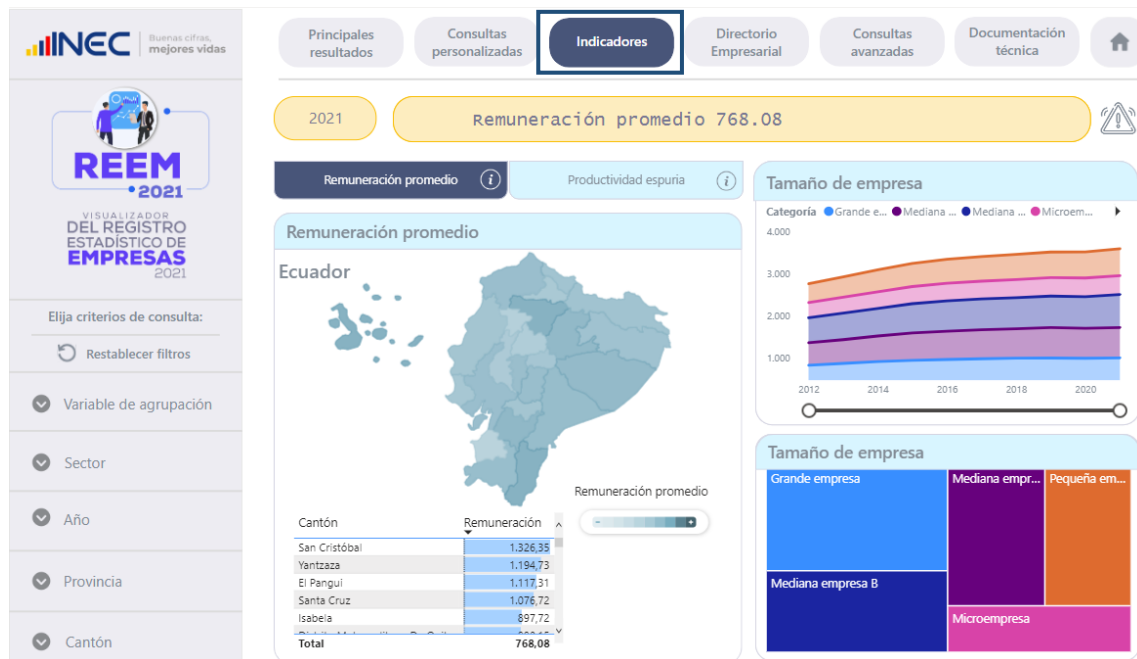 INEC
Buenas cifras,
mejores vidas
Principales
resultados
Consultas
personalizadas
Indicadores
Directorio
Empresarial
Consultas
avanzadas
Documentación
técnica
REEM
2021
VISUALIZADOR
DEL REGISTRO
ESTADÍSTICO DE
EMPRESAS
2021
Elija criterios de consulta:
Restablecer filtros
Variable de agrupación
Sector
Año
Provincia
Cantón
2021
Remuneración promedio 768.08
Remuneración promedio
Productividad espuria
Remuneración promedio
Ecuador
Remuneración promedio
- +
Cantón Remuneración
San Cristóbal 1.326,35
Yantzaza 1.194,73
El Pangui 1.117,31
Santa Cruz 1.076,72
Isabela 897,72
Total 768,08
Tamaño de empresa
Categoría Grande e... Mediana ... Mediana ... Microem...
4.000
3.000
2.000
1.000
2012 2014 2016 2018 2020
Tamaño de empresa
Grande empresa
Mediana empr...
Pequeña em...
Mediana empresa B
Microempresa